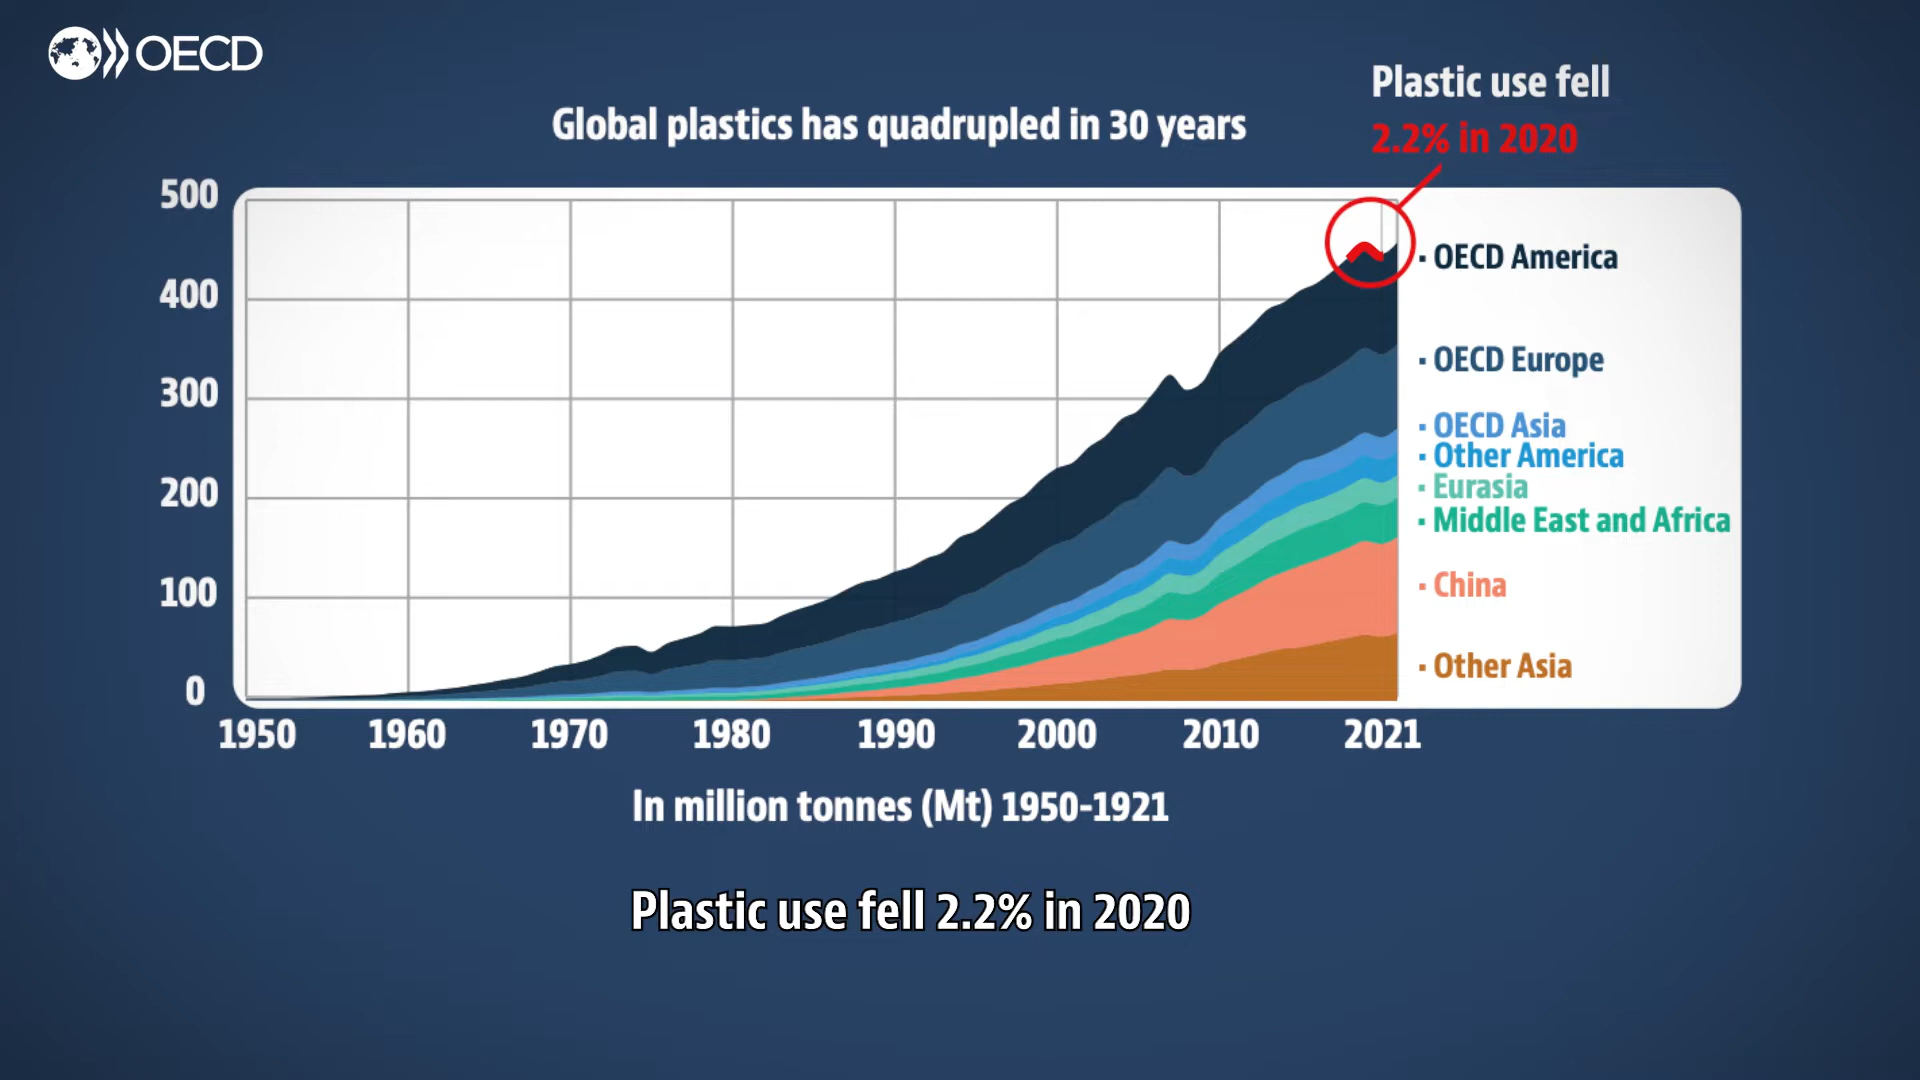 OECD
Plastic use fell
2.2% in 2020
Global plastics has quadrupled in 30 years
500
400
300
200
100
0
· OECD America
· OECD Europe
· OECD Asia
· Other America
· Eurasia
· Middle East and Africa
· China
· Other Asia
1950 1960 1970 1980 1990 2000 2010 2021
In million tonnes (Mt) 1950-1921
Plastic use fell 2.2% in 2020